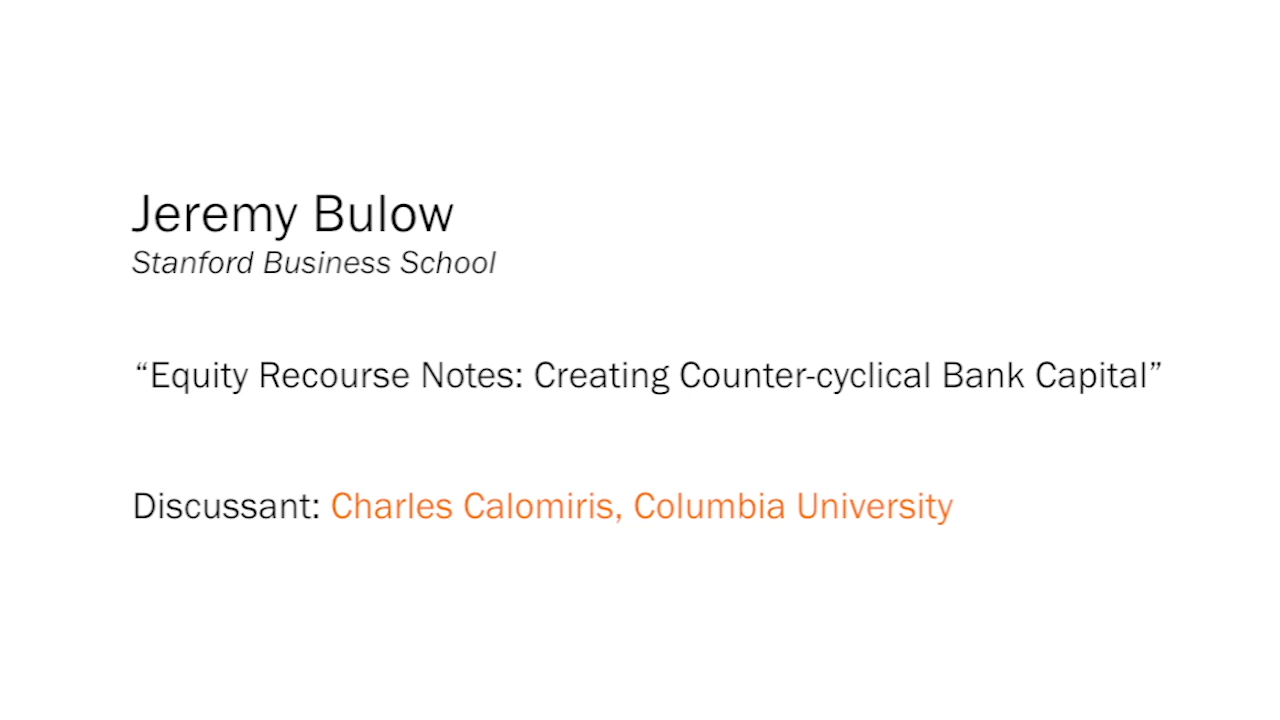 Jeremy Bulow
Stanford Business School
“Equity Recourse Notes: Creating Counter-cyclical Bank Capital”
Discussant: Charles Calomiris, Columbia University